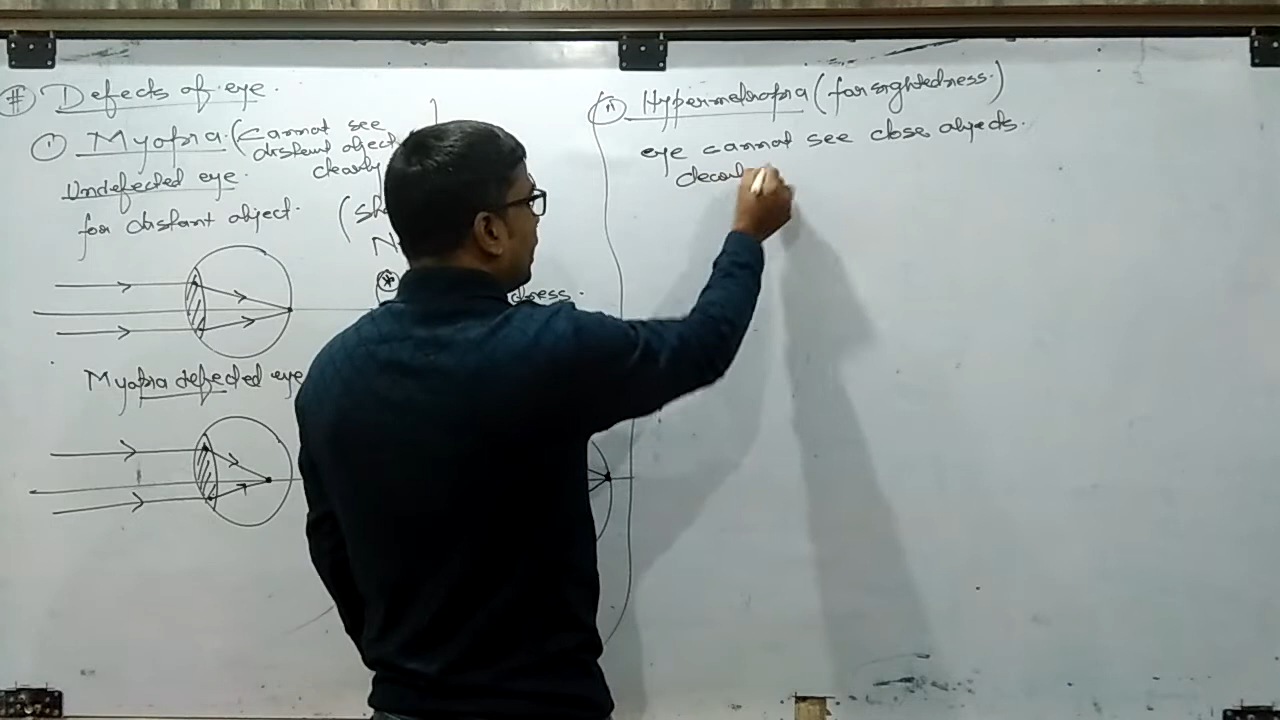 # Defects of eye.
① Myopia (cannot see
distant object
clearly
Undefected eye.
for distant object.
Myopia defected eye
(ii) Hypermetropia (farsightedness.)
eye cannot see close objects.